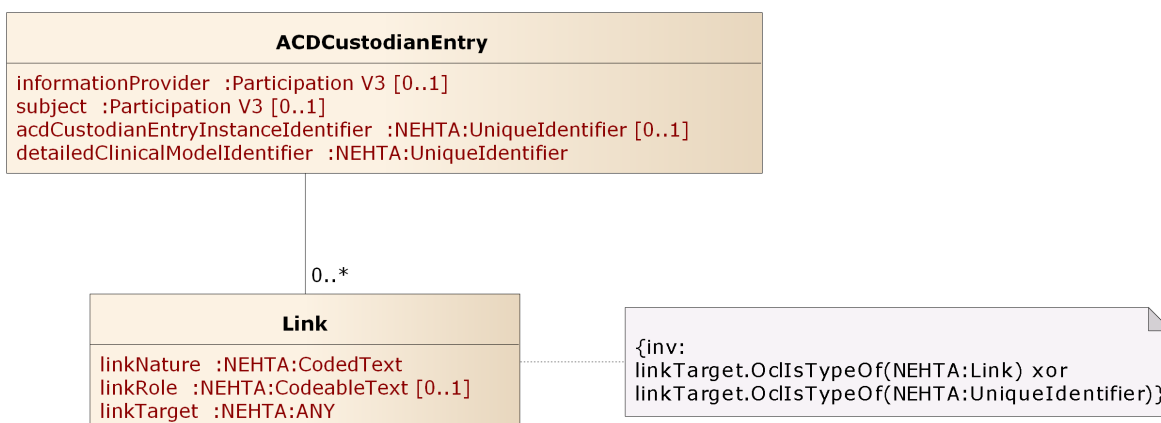 ACDCustodianEntry
informationProvider :Participation V3 [0..1]
subject :Participation V3 [0..1]
acdCustodianEntryInstanceIdentifier :NEHTA:UniqueIdentifier [0..1]
detailedClinicalModelIdentifier :NEHTA:UniqueIdentifier
0..*
Link
linkNature :NEHTA:CodedText
linkRole :NEHTA:CodeableText [0..1]
linkTarget :NEHTA:ANY
{inv:
linkTarget.OclIsTypeOf(NEHTA:Link) xor
linkTarget.OclIsTypeOf(NEHTA:UniqueIdentifier)}